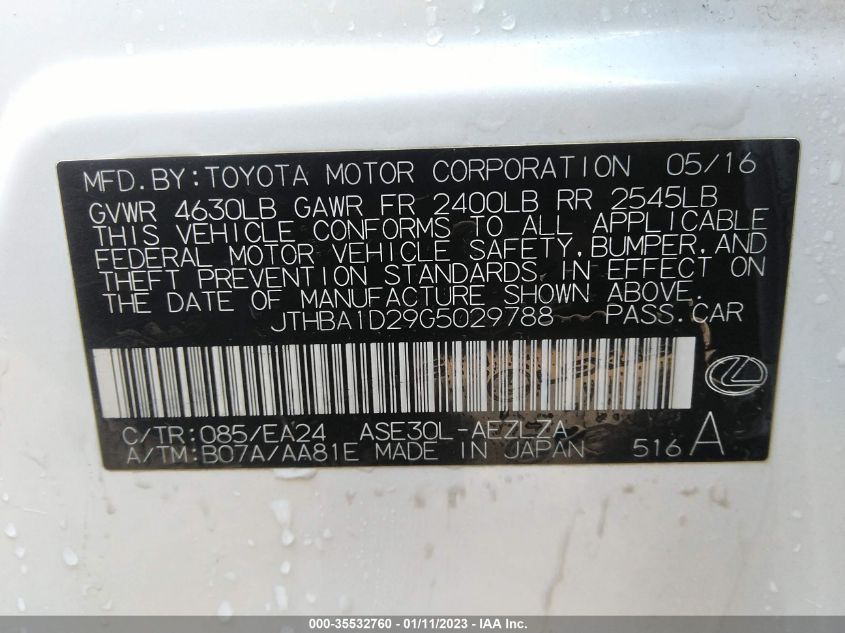 MFD.BY:TOYOTA MOTOR CORPORATION 05/16
GVWR 4630LB GAWR FR 2400LB RR 2545LB
THIS VEHICLE CONFORMS TO ALL APPLICABLE
FEDERAL MOTOR VEHICLE SAFETY,BUMPER,AND
THEFT PREVENTION STANDARDS IN EFFECT ON
THE DATE OF MANUFACTURE SHOWN ABOVE.
JTHBA1D29G5029788 PASS.CAR
C/TR:085/EA24 ASE30L-AEZLZA
A/TM:B07A/AA81E MADE IN JAPAN 516 A
000-35532760 - 01/11/2023 - IAA Inc.